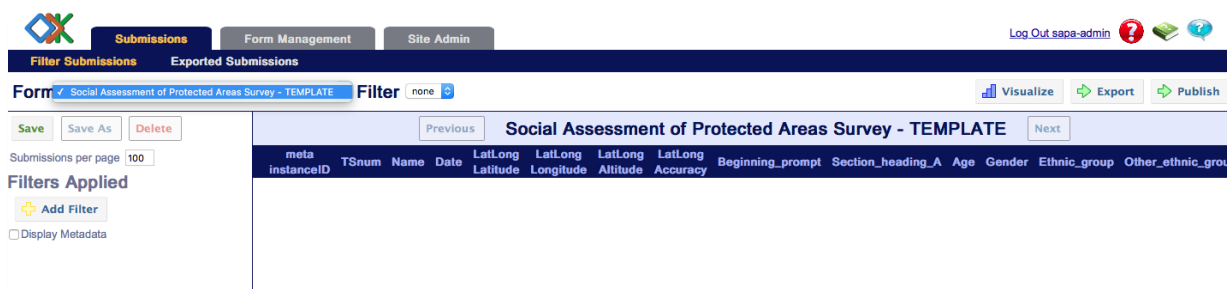 Submissions Form Management Site Admin Log Out sapa-admin
Filter Submissions Exported Submissions
Form ✓ Social Assessment of Protected Areas Survey - TEMPLATE Filter none Visualize Export Publish
Save Save As Delete Previous Social Assessment of Protected Areas Survey - TEMPLATE Next
Submissions per page 100
meta instanceID TSnum Name Date LatLong Latitude LatLong Longitude LatLong Altitude LatLong Accuracy Beginning_prompt Section_heading_A Age Gender Ethnic_group Other_ethnic_grou
Filters Applied
Add Filter
Display Metadata